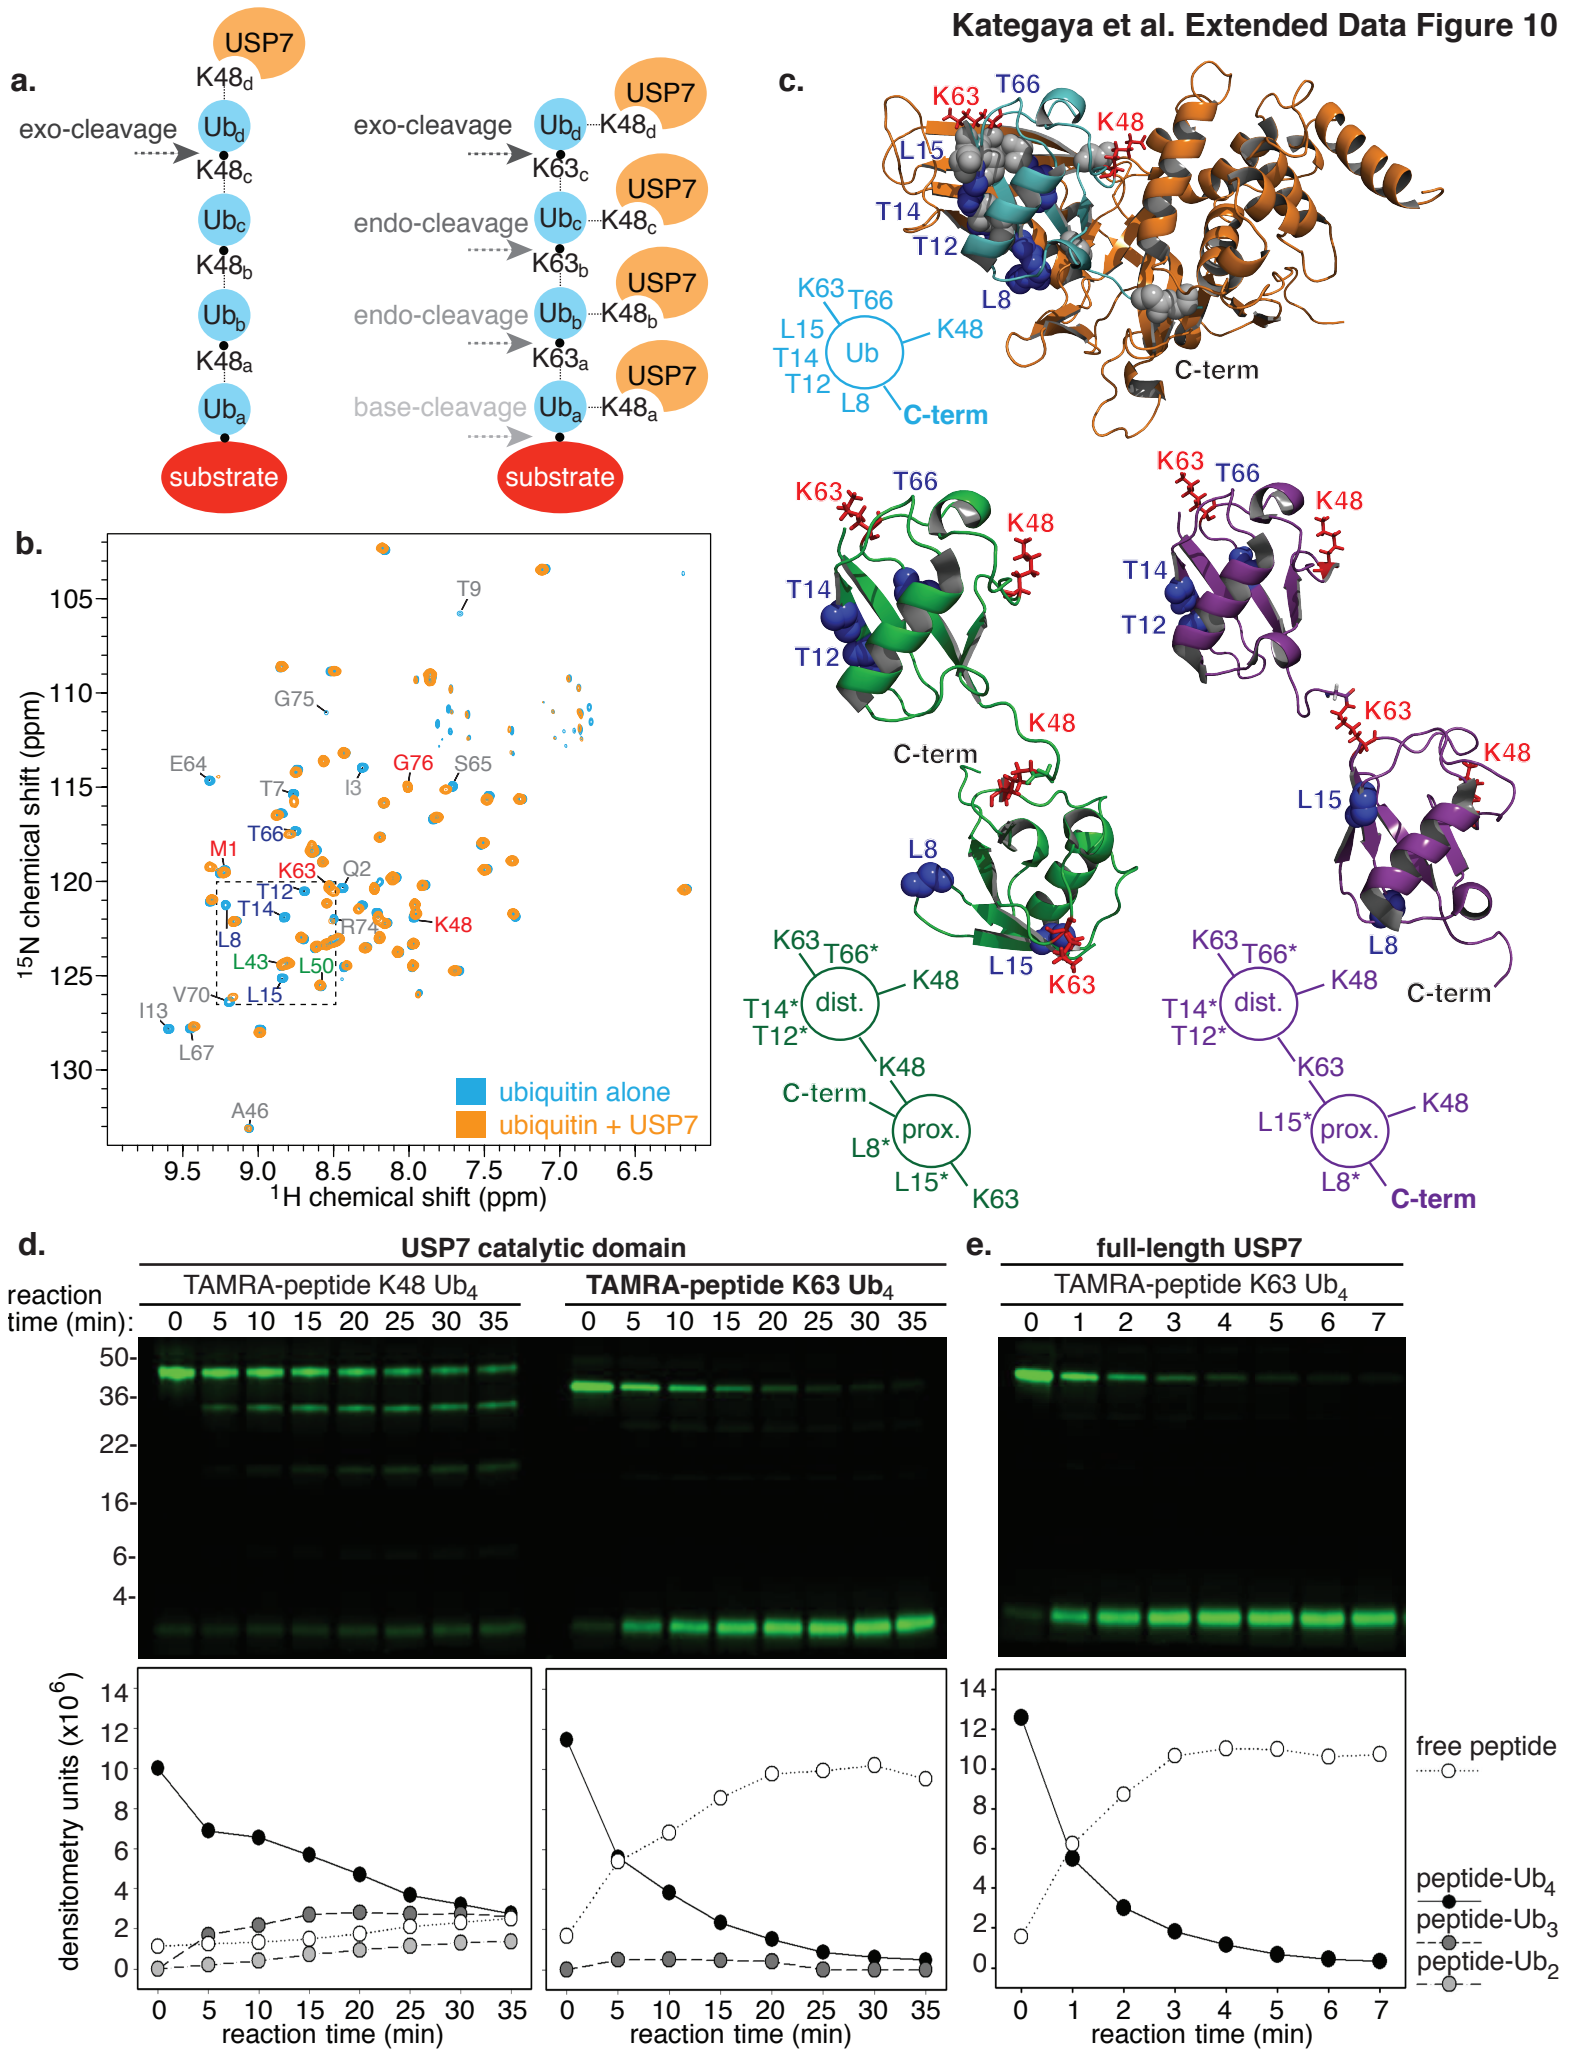 Kategaya et al. Extended Data Figure 10
a.
USP7
K48d
exo-cleavage
Ubd
K48c
Ubc
K48b
Ubb
K48a
Uba
substrate
USP7
exo-cleavage
Ubd
K48d
K63c
USP7
endo-cleavage
Ubc
K48c
K63b
USP7
endo-cleavage
Ubb
K48b
K63a
USP7
base-cleavage
Uba
K48a
substrate
b.
15N chemical shift (ppm)
105
110
115
120
125
130
T9
G75
E64
T7
I3
G76
S65
T66
M1
K63
Q2
T12
T14
R74
K48
L8
L43
L50
L15
V70
I13
L67
A46
ubiquitin alone
ubiquitin + USP7
9.5 9.0 8.5 8.0 7.5 7.0 6.5
1H chemical shift (ppm)
c.
K63
T66
K48
L15
T14
T12
L8
C-term
K63
T66
L15
K48
T14
Ub
T12
L8
C-term
K63
T66
K48
T14
T12
K48
C-term
L8
L15
K63
K63
T66
K48
T14
T12
K63
K48
L15
L8
C-term
K63
T66*
K48
T14*
dist.
T12*
K48
C-term
prox.
L8*
L15*
K63
K63
T66*
K48
T14*
dist.
T12*
K63
K48
L15*
prox.
L8*
C-term
d.
USP7 catalytic domain
TAMRA-peptide K48 Ub4
TAMRA-peptide K63 Ub4
reaction
time (min):
0 5 10 15 20 25 30 35
0 5 10 15 20 25 30 35
50-
36-
22-
16-
6-
4-
e.
full-length USP7
TAMRA-peptide K63 Ub4
0 1 2 3 4 5 6 7
densitometry units (x10^6)
14
12
10
8
6
4
2
0
0 5 10 15 20 25 30 35
reaction time (min)
0 5 10 15 20 25 30 35
reaction time (min)
14
12
10
8
6
4
2
0
0 1 2 3 4 5 6 7
reaction time (min)
free peptide
peptide-Ub4
peptide-Ub3
peptide-Ub2